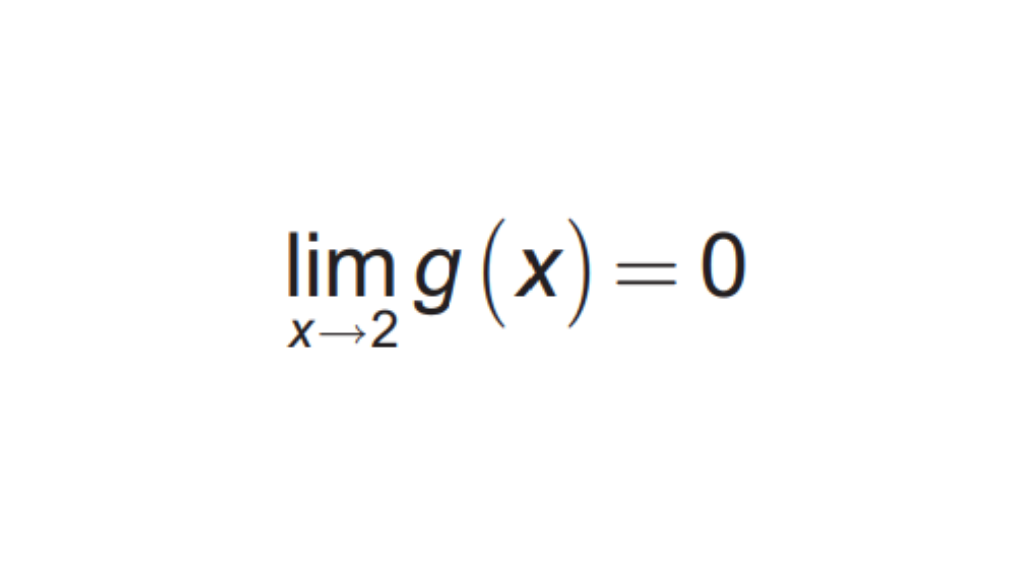 lim g(x) = 0
x→2